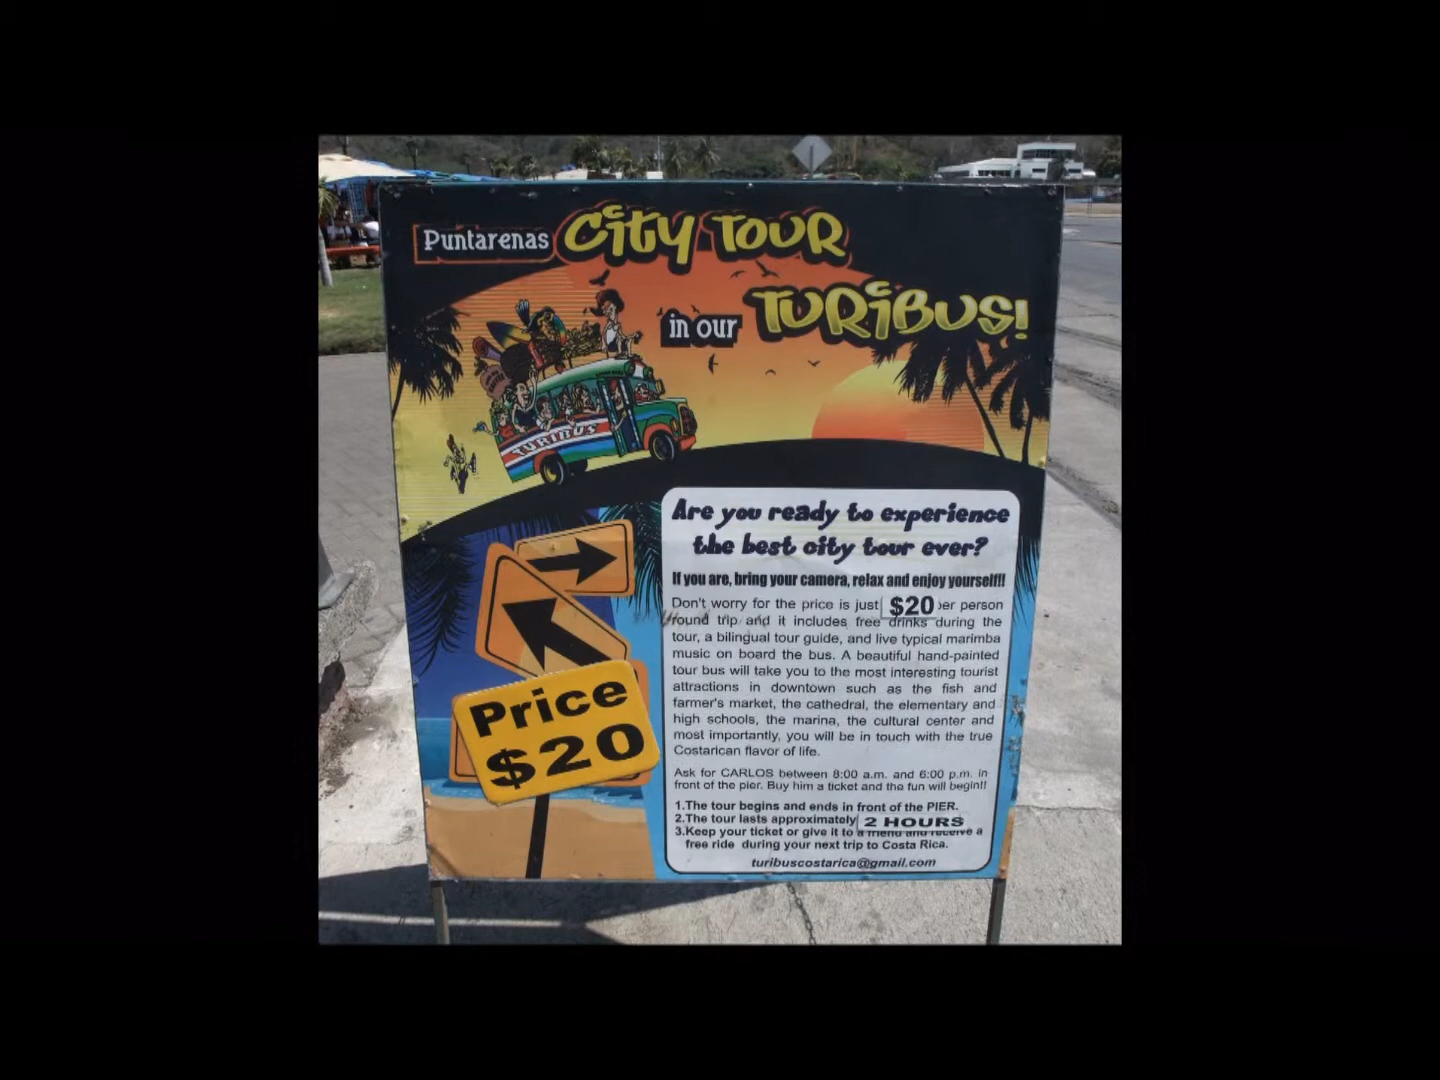 Puntarenas City Tour
in our TURiBUS!
TURIBUS
Are you ready to experience
the best city tour ever?
If you are, bring your camera, relax and enjoy yourself!!
Don't worry for the price is just $20 per person
round trip and it includes free drinks during the
tour, a bilingual tour guide, and live typical marimba
music on board the bus. A beautiful hand-painted
tour bus will take you to the most interesting tourist
attractions in downtown such as the fish and
farmer's market, the cathedral, the elementary and
high schools, the marina, the cultural center and
most importantly, you will be in touch with the true
Costarican flavor of life.
Ask for CARLOS between 8:00 a.m. and 6:00 p.m. in
front of the pier. Buy him a ticket and the fun will begin!!
1.The tour begins and ends in front of the PIER.
2.The tour lasts approximately 2 HOURS
3.Keep your ticket or give it to a friend and receive a
free ride during your next trip to Costa Rica.
turibuscostarica@gmail.com
Price
$20